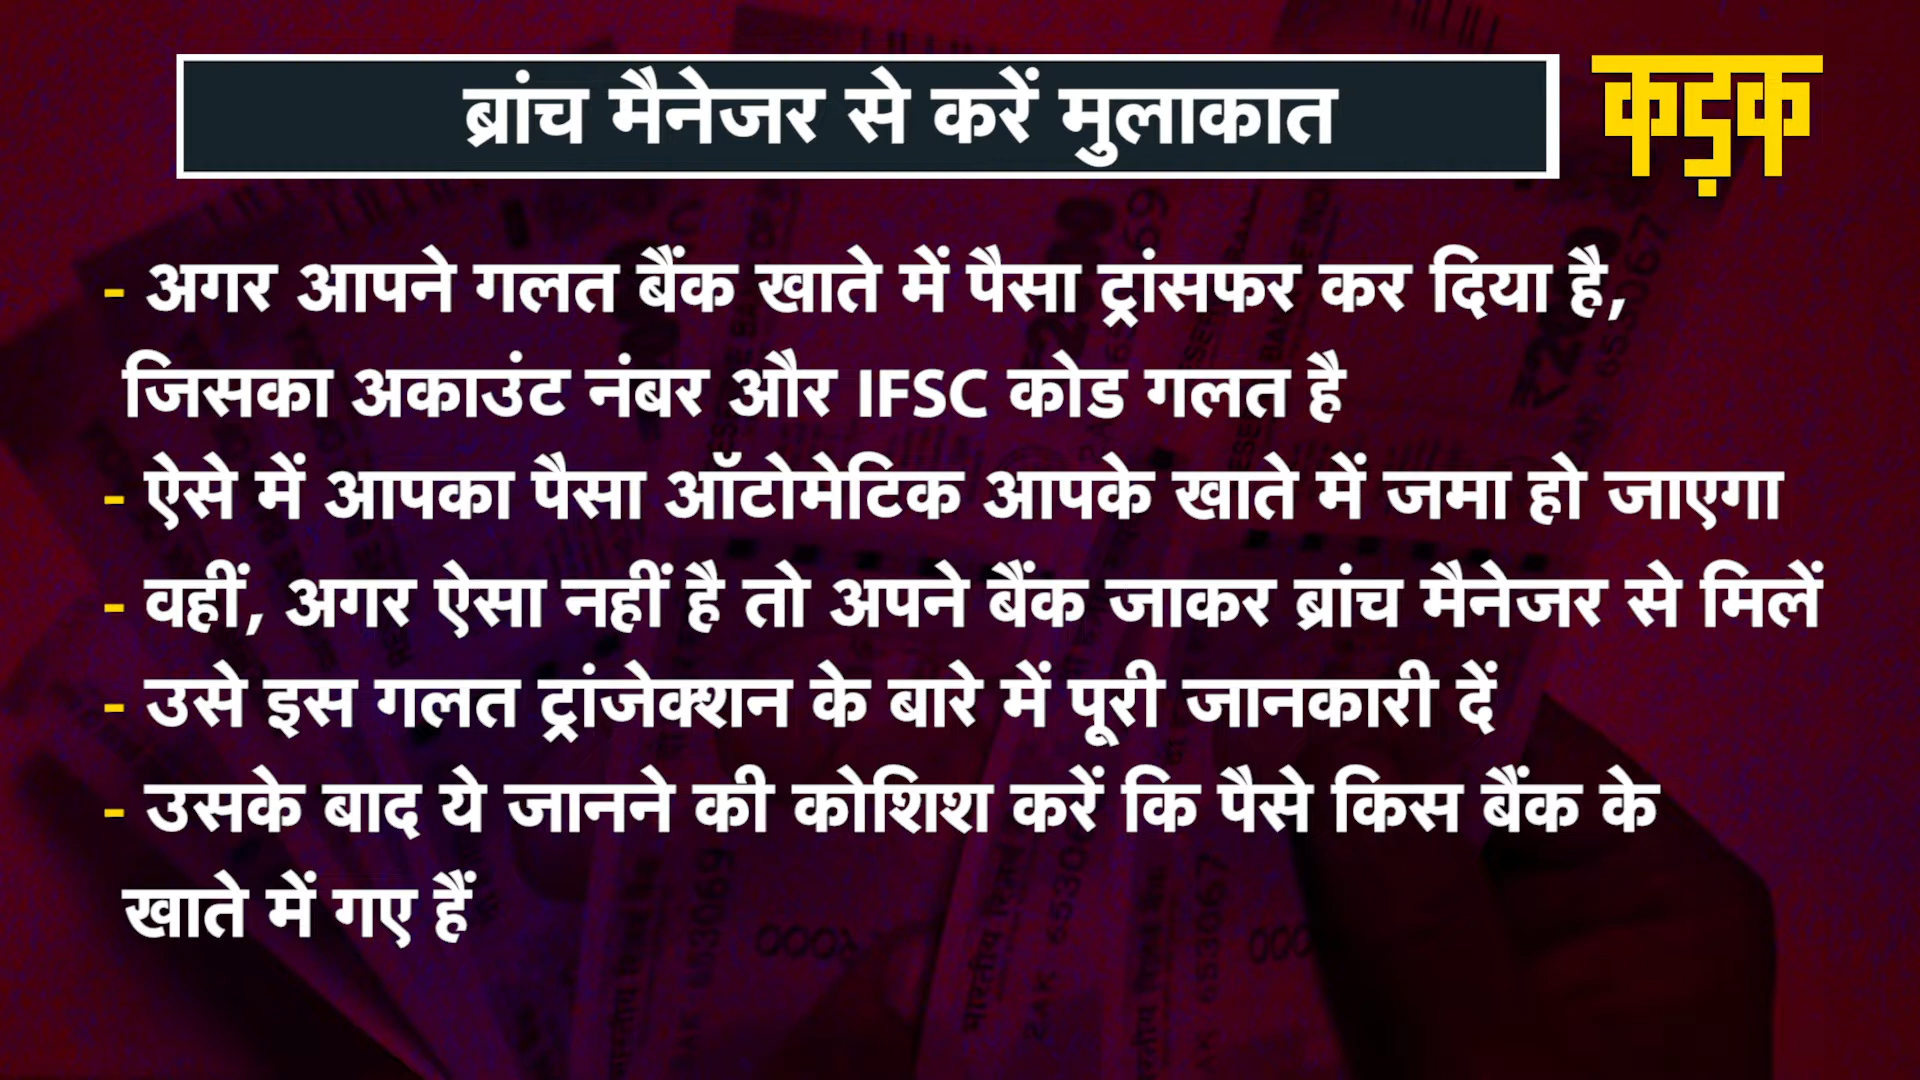 ब्रांच मैनेजर से करें मुलाकात
कड़क
- अगर आपने गलत बैंक खाते में पैसा ट्रांसफर कर दिया है,
जिसका अकाउंट नंबर और IFSC कोड गलत है
- ऐसे में आपका पैसा ऑटोमेटिक आपके खाते में जमा हो जाएगा
- वहीं, अगर ऐसा नहीं है तो अपने बैंक जाकर ब्रांच मैनेजर से मिलें
- उसे इस गलत ट्रांजेक्शन के बारे में पूरी जानकारी दें
- उसके बाद ये जानने की कोशिश करें कि पैसे किस बैंक के
खाते में गए हैं